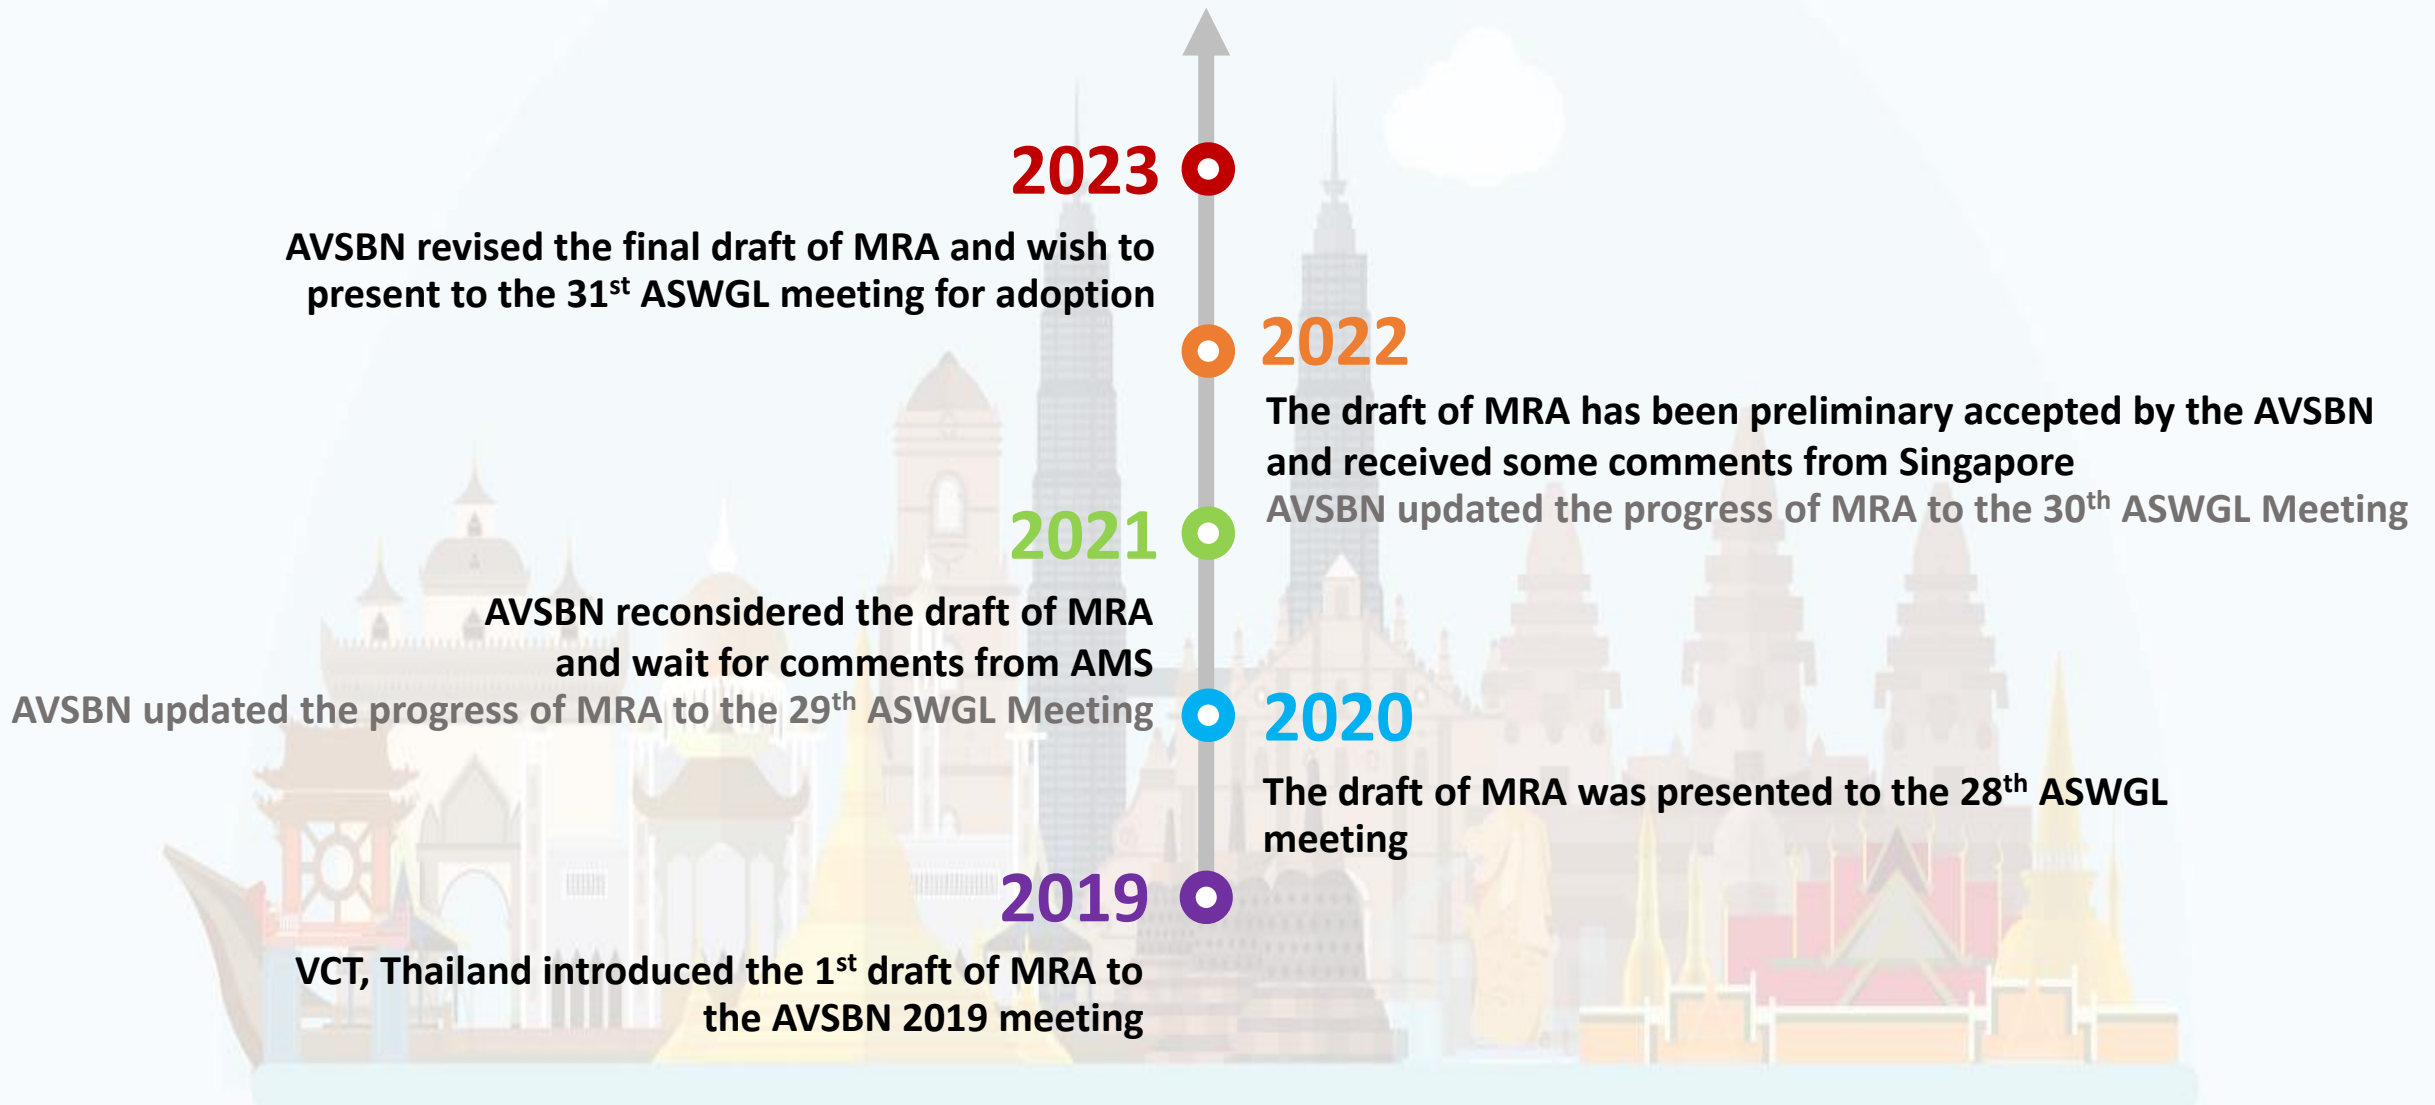 2023
AVSBN revised the final draft of MRA and wish to
present to the 31st ASWGL meeting for adoption
2022
The draft of MRA has been preliminary accepted by the AVSBN
and received some comments from Singapore
AVSBN updated the progress of MRA to the 30th ASWGL Meeting
2021
AVSBN reconsidered the draft of MRA
and wait for comments from AMS
AVSBN updated the progress of MRA to the 29th ASWGL Meeting
2020
The draft of MRA was presented to the 28th ASWGL
meeting
2019
VCT, Thailand introduced the 1st draft of MRA to
the AVSBN 2019 meeting